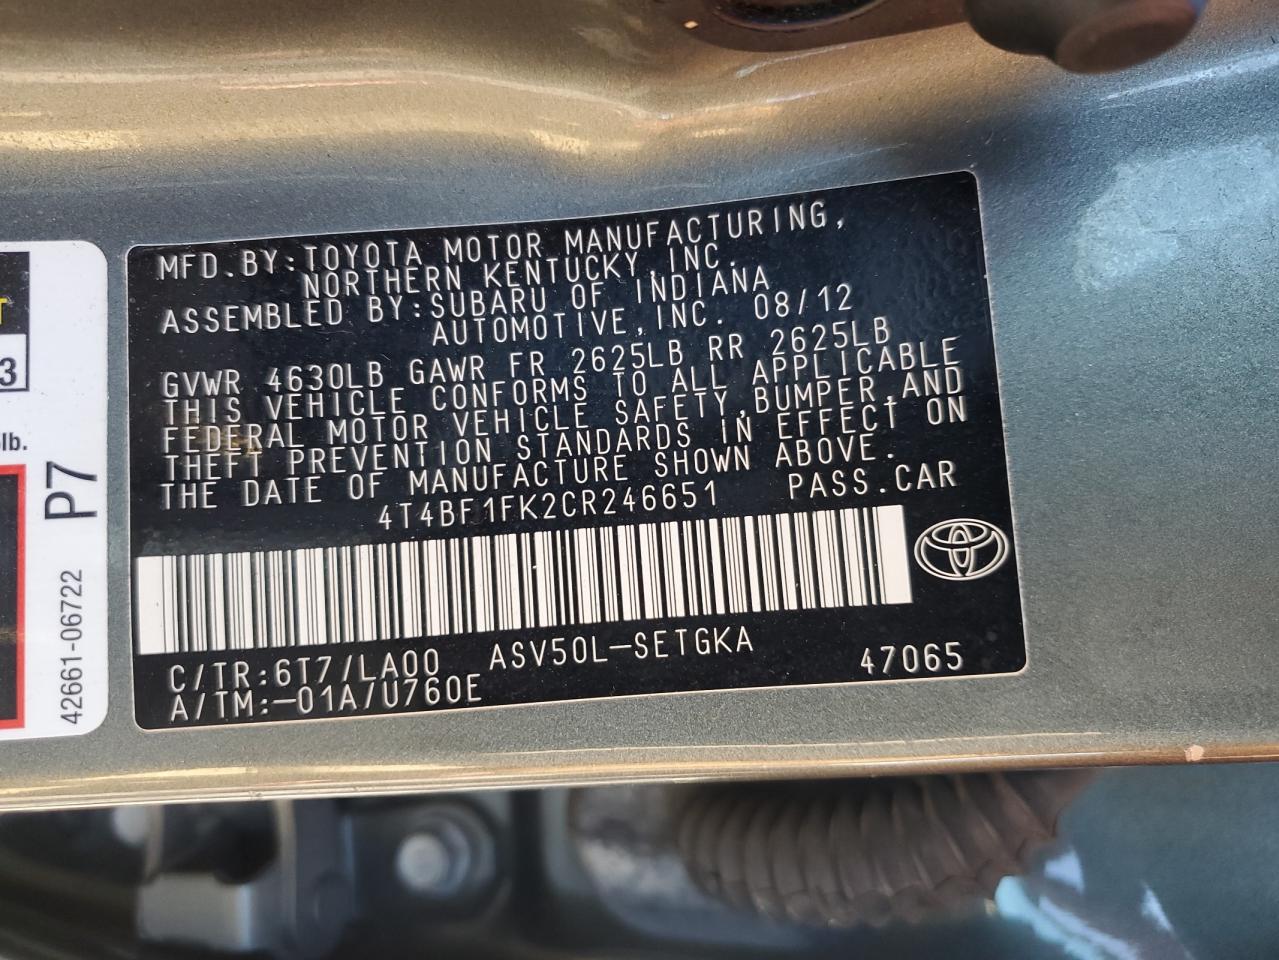 T
3
lb.
P7
42661-06722
MFD.BY:TOYOTA MOTOR MANUFACTURING,
NORTHERN KENTUCKY,INC.
ASSEMBLED BY:SUBARU OF INDIANA
AUTOMOTIVE,INC. 08/12
GVWR 4630LB GAWR FR 2625LB RR 2625LB
THIS VEHICLE CONFORMS TO ALL APPLICABLE
FEDERAL MOTOR VEHICLE SAFETY,BUMPER,AND
THEFT PREVENTION STANDARDS IN EFFECT ON
THE DATE OF MANUFACTURE SHOWN ABOVE.
4T4BF1FK2CR246651 PASS.CAR
ASV50L-SETGKA
C/TR:6T7/LA00 47065
A/TM:-01A/U760E